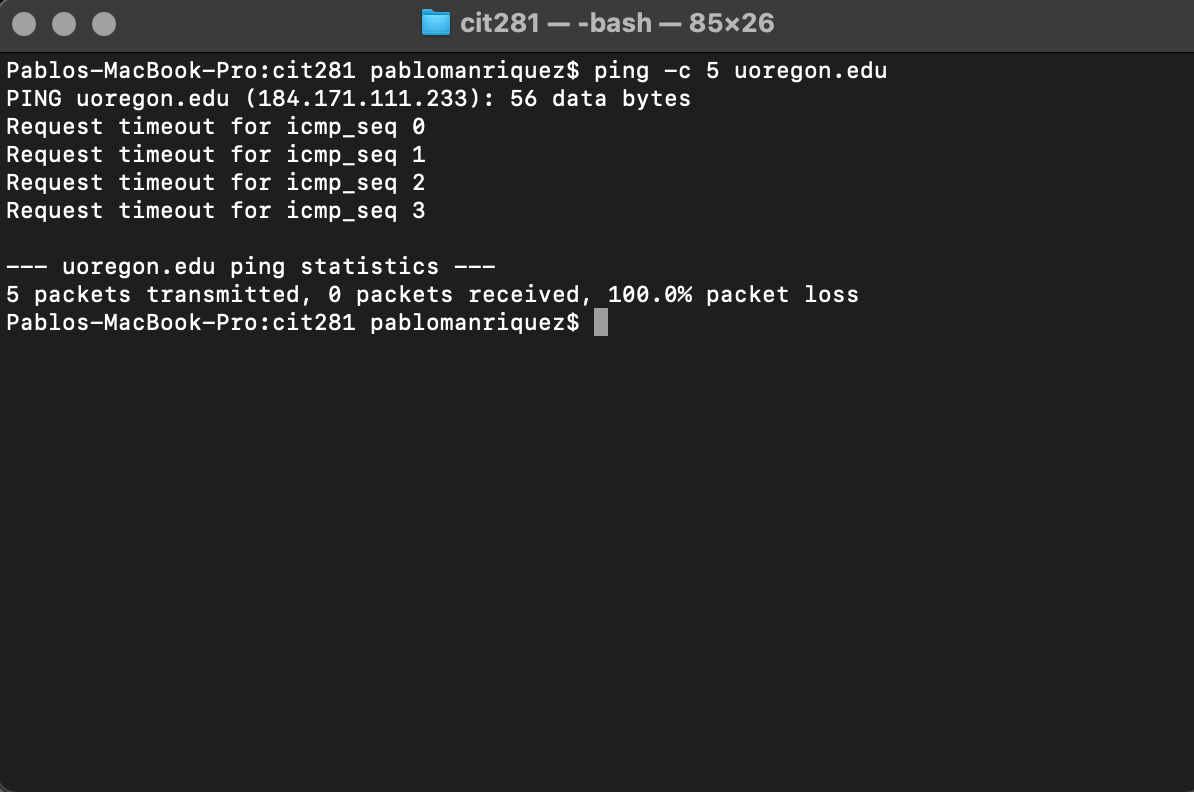 cit281 — -bash — 85×26
Pablos-MacBook-Pro:cit281 pablomanriquez$ ping -c 5 uoregon.edu
PING uoregon.edu (184.171.111.233): 56 data bytes
Request timeout for icmp_seq 0
Request timeout for icmp_seq 1
Request timeout for icmp_seq 2
Request timeout for icmp_seq 3
--- uoregon.edu ping statistics ---
5 packets transmitted, 0 packets received, 100.0% packet loss
Pablos-MacBook-Pro:cit281 pablomanriquez$